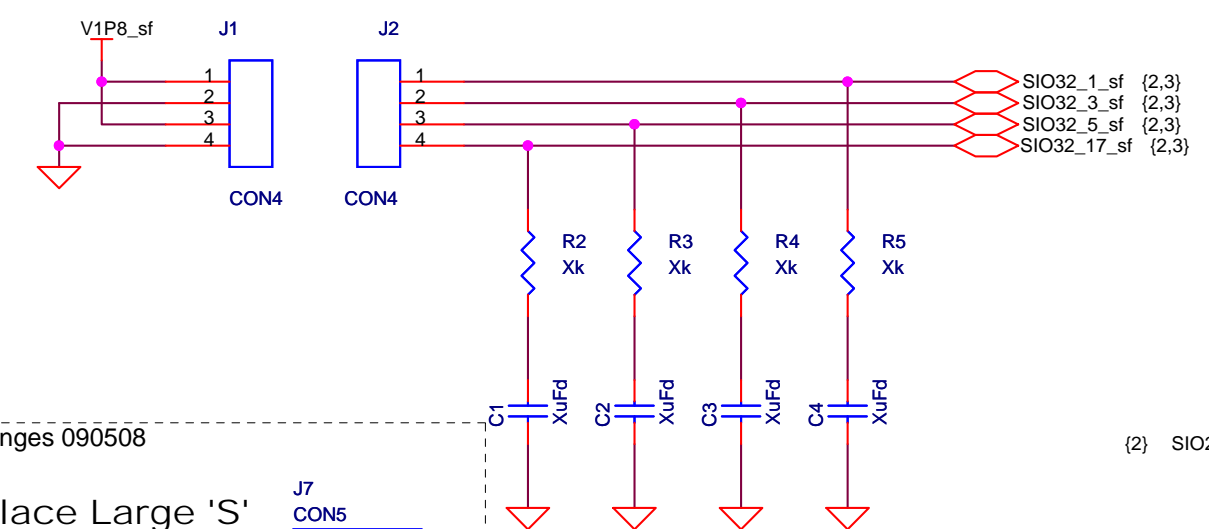 V1P8_sf
J1
J2
1
2
3
4
1
2
3
4
SIO32_1_sf {2,3}
SIO32_3_sf {2,3}
SIO32_5_sf {2,3}
SIO32_17_sf {2,3}
CON4
CON4
R2
Xk
R3
Xk
R4
Xk
R5
Xk
C1
XuFd
C2
XuFd
C3
XuFd
C4
XuFd
nges 090508
{2} SIO2
lace Large 'S'
J7
CON5